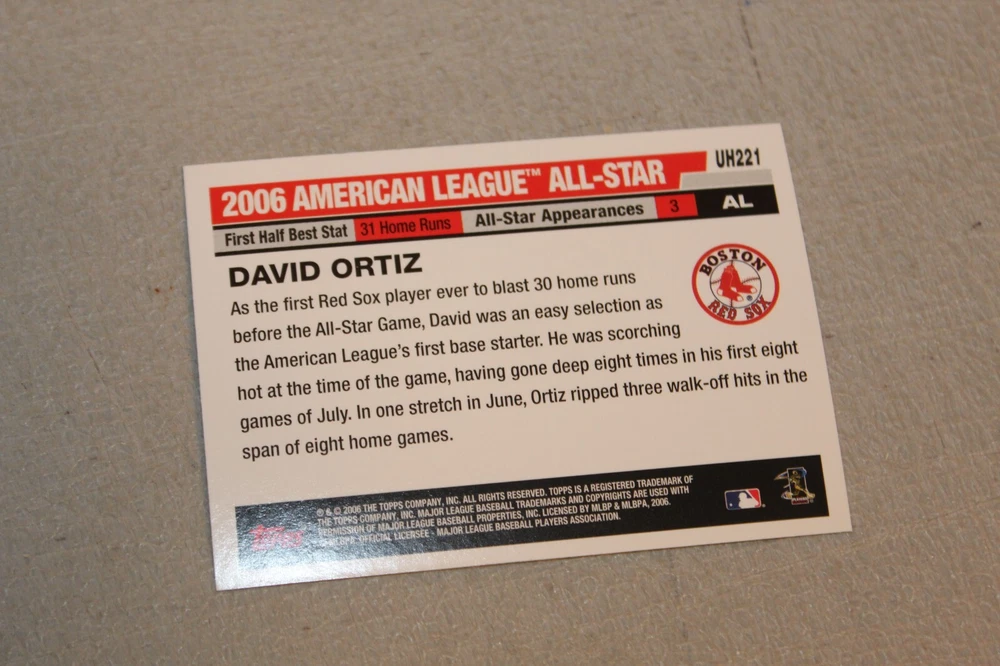 UH221
2006 AMERICAN LEAGUE™ ALL-STAR
First Half Best Stat 31 Home Runs All-Star Appearances 3 AL
DAVID ORTIZ
BOSTON
RED SOX
As the first Red Sox player ever to blast 30 home runs
before the All-Star Game, David was an easy selection as
the American League's first base starter. He was scorching
hot at the time of the game, having gone deep eight times in his first eight
games of July. In one stretch in June, Ortiz ripped three walk-off hits in the
span of eight home games.
Topps
® & © 2006 THE TOPPS COMPANY, INC. ALL RIGHTS RESERVED. TOPPS IS A REGISTERED TRADEMARK OF
THE TOPPS COMPANY, INC. MAJOR LEAGUE BASEBALL TRADEMARKS AND COPYRIGHTS ARE USED WITH
PERMISSION OF MAJOR LEAGUE BASEBALL PROPERTIES, INC. LICENSED BY MLBP & MLBPA, 2006.
OFFICIAL LICENSEE - MAJOR LEAGUE BASEBALL PLAYERS ASSOCIATION.